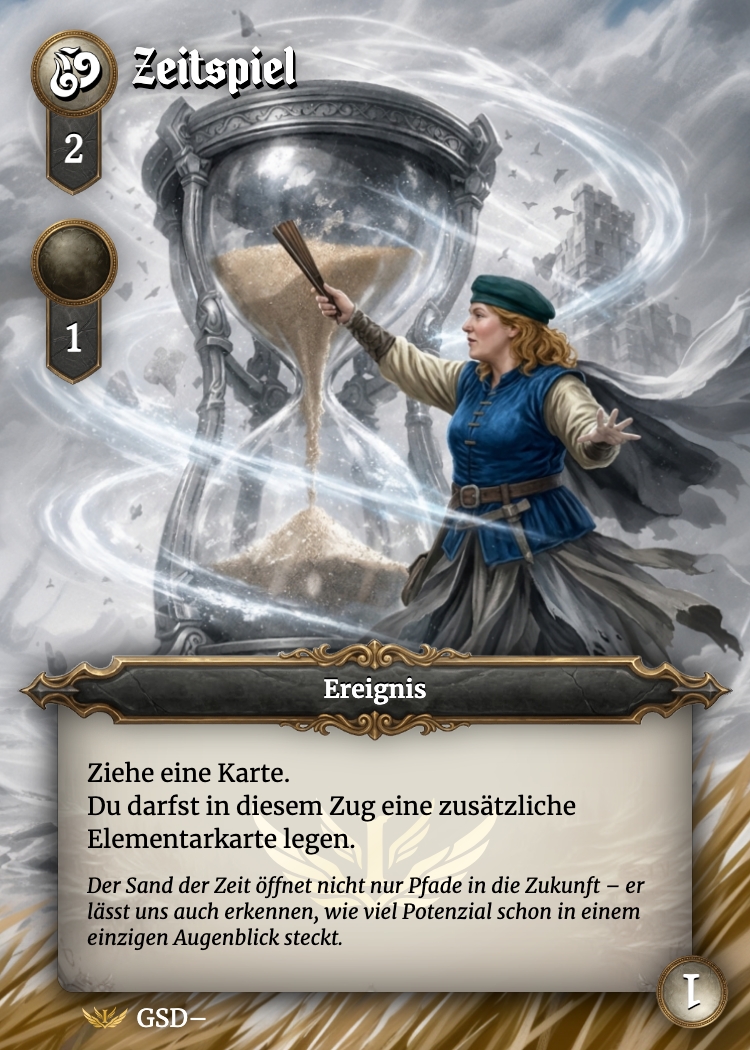 Zeitspiel
2
1
Ereignis
Ziehe eine Karte.
Du darfst in diesem Zug eine zusätzliche
Elementarkarte legen.
Der Sand der Zeit öffnet nicht nur Pfade in die Zukunft – er
lässt uns auch erkennen, wie viel Potenzial schon in einem
einzigen Augenblick steckt.
GSD–